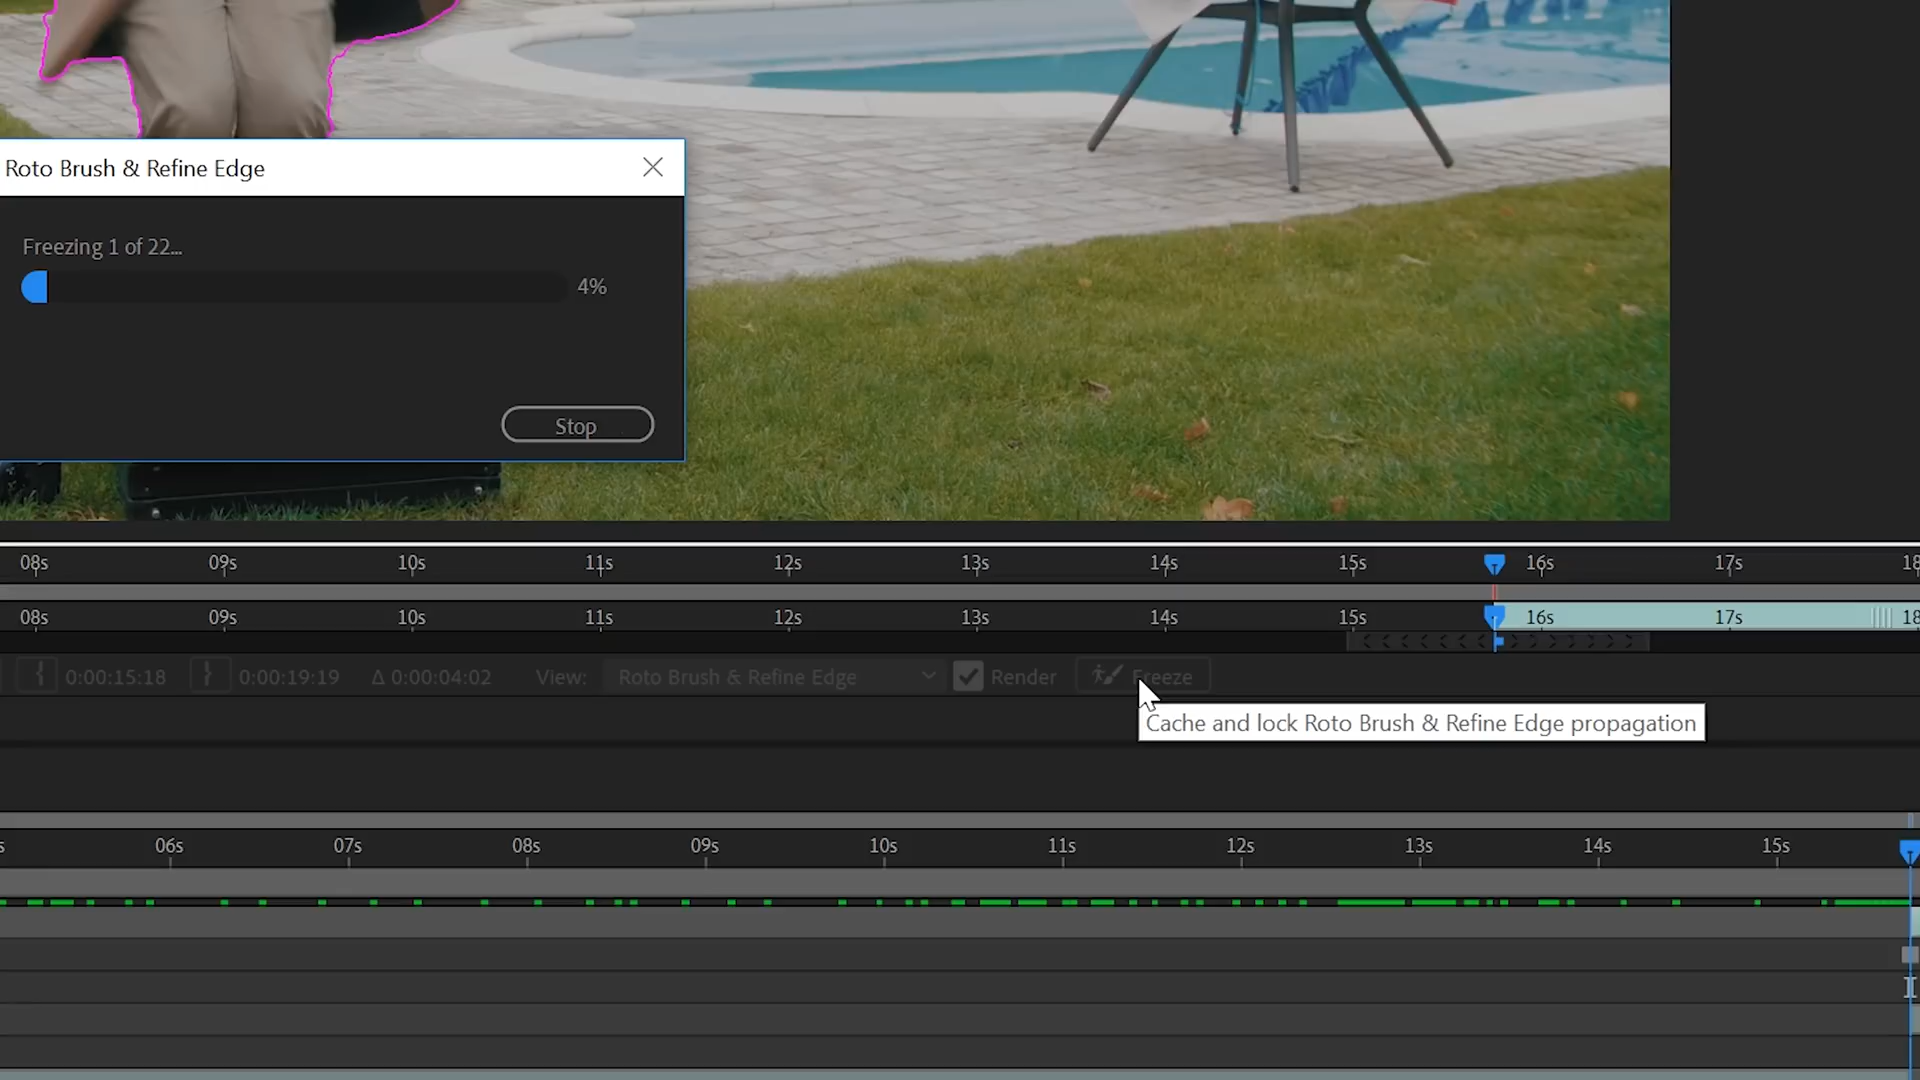 Roto Brush & Refine Edge
Freezing 1 of 22...
4%
Stop
08s 09s 10s 11s 12s 13s 14s 15s 16s 17s 18
08s 09s 10s 11s 12s 13s 14s 15s 16s 17s 18
0:00:15:18 0:00:19:19 Δ 0:00:04:02 View: Roto Brush & Refine Edge Render Freeze
Cache and lock Roto Brush & Refine Edge propagation
s 06s 07s 08s 09s 10s 11s 12s 13s 14s 15s